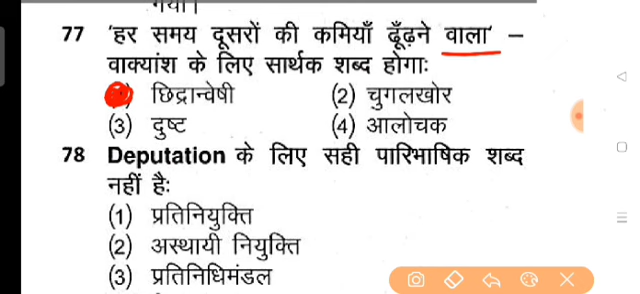 77 'हर समय दूसरों की कमियाँ ढूँढ़ने वाला' –
वाक्यांश के लिए सार्थक शब्द होगाः
छिद्रान्वेषी (2) चुगलखोर
(3) दुष्ट (4) आलोचक
78 Deputation के लिए सही पारिभाषिक शब्द
नहीं हैः
(1) प्रतिनियुक्ति
(2) अस्थायी नियुक्ति
(3) प्रतिनिधिमंडल